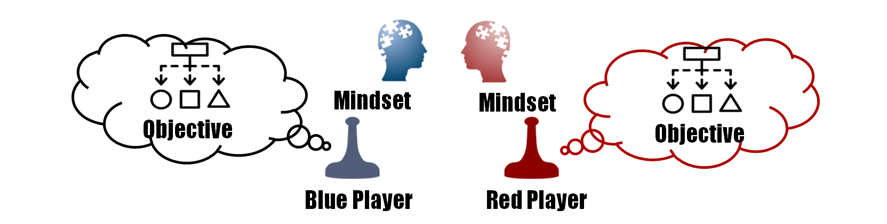 Mindset
Mindset
Objective
Objective
Blue Player
Red Player